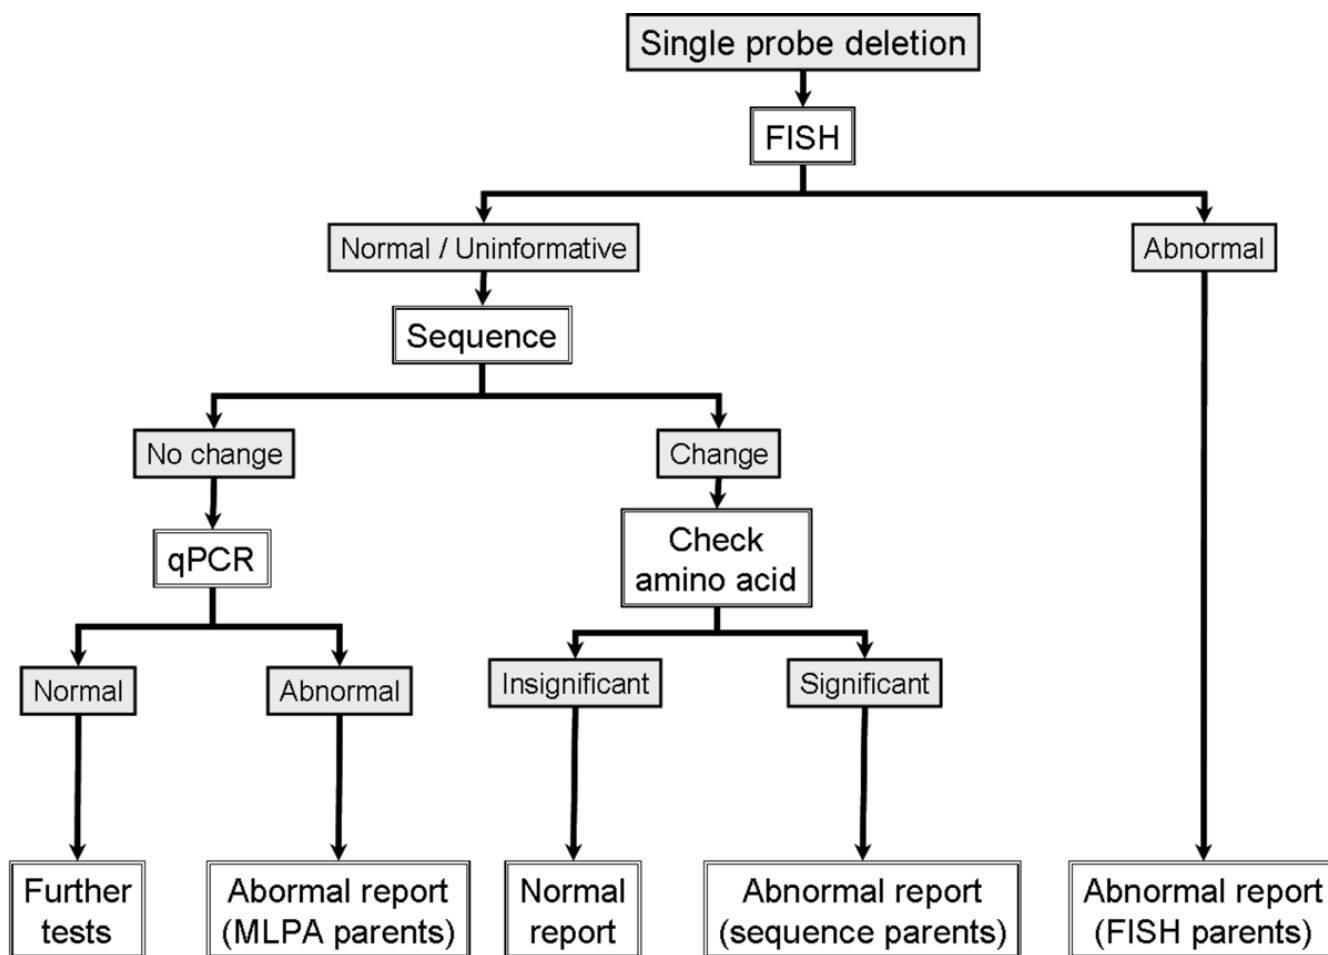 Single probe deletion
FISH
Normal / Uninformative
Abnormal
Sequence
No change
Change
qPCR
Check
amino acid
Normal
Abnormal
Insignificant
Significant
Further
tests
Abormal report
(MLPA parents)
Normal
report
Abnormal report
(sequence parents)
Abnormal report
(FISH parents)